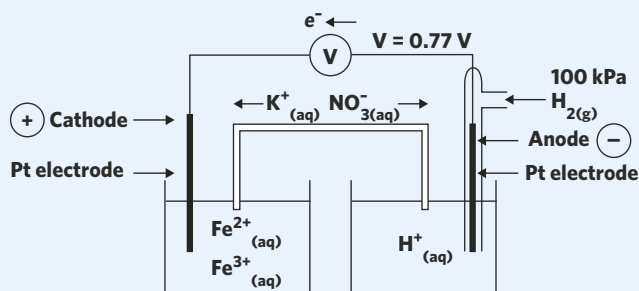 e⁻
V
V = 0.77 V
100 kPa
H₂(g)
K⁺(aq) NO₃⁻(aq)
+ Cathode
Anode −
Pt electrode
Pt electrode
Fe²⁺(aq)
Fe³⁺(aq)
H⁺(aq)